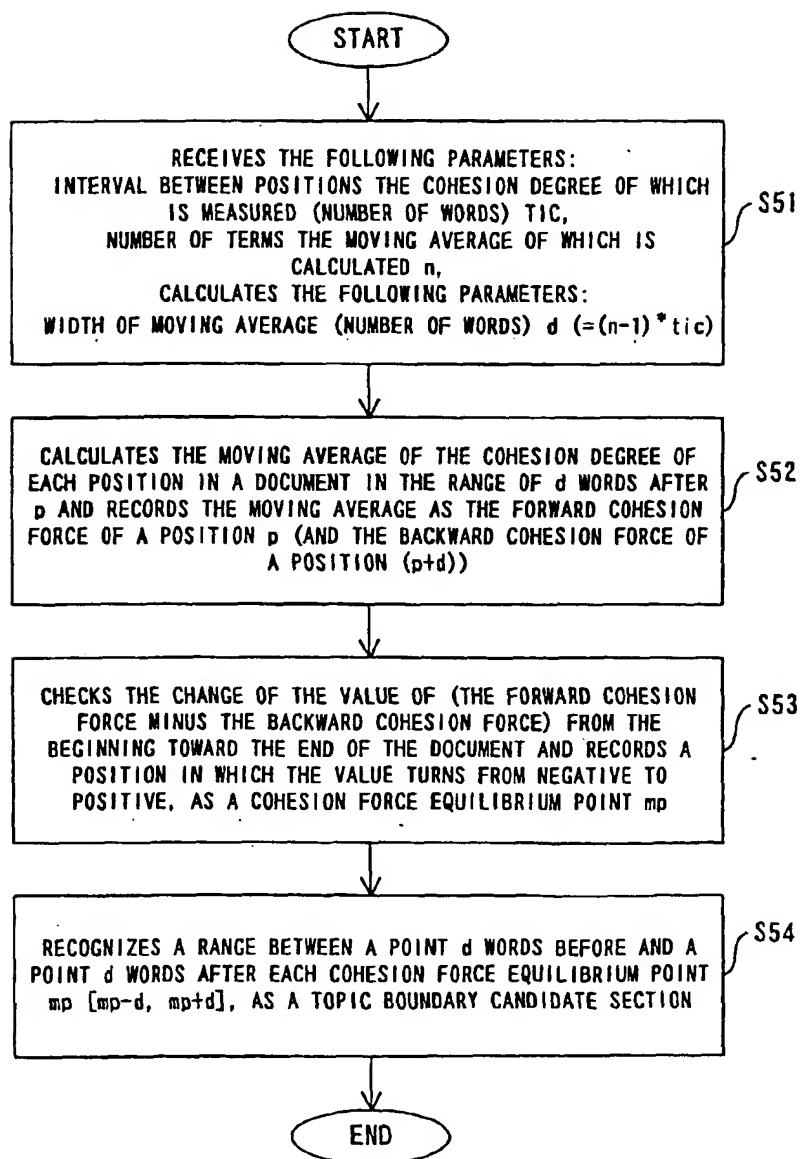 START
RECEIVES THE FOLLOWING PARAMETERS:
INTERVAL BETWEEN POSITIONS THE COHESION DEGREE OF WHICH
IS MEASURED (NUMBER OF WORDS) TIC,
NUMBER OF TERMS THE MOVING AVERAGE OF WHICH IS
CALCULATED n,
CALCULATES THE FOLLOWING PARAMETERS:
WIDTH OF MOVING AVERAGE (NUMBER OF WORDS) d (=(n-1)*tic)
S51
CALCULATES THE MOVING AVERAGE OF THE COHESION DEGREE OF
EACH POSITION IN A DOCUMENT IN THE RANGE OF d WORDS AFTER
p AND RECORDS THE MOVING AVERAGE AS THE FORWARD COHESION
FORCE OF A POSITION p (AND THE BACKWARD COHESION FORCE OF
A POSITION (p+d))
S52
CHECKS THE CHANGE OF THE VALUE OF (THE FORWARD COHESION
FORCE MINUS THE BACKWARD COHESION FORCE) FROM THE
BEGINNING TOWARD THE END OF THE DOCUMENT AND RECORDS A
POSITION IN WHICH THE VALUE TURNS FROM NEGATIVE TO
POSITIVE, AS A COHESION FORCE EQUILIBRIUM POINT mp
S53
RECOGNIZES A RANGE BETWEEN A POINT d WORDS BEFORE AND A
POINT d WORDS AFTER EACH COHESION FORCE EQUILIBRIUM POINT
mp [mp-d, mp+d], AS A TOPIC BOUNDARY CANDIDATE SECTION
S54
END